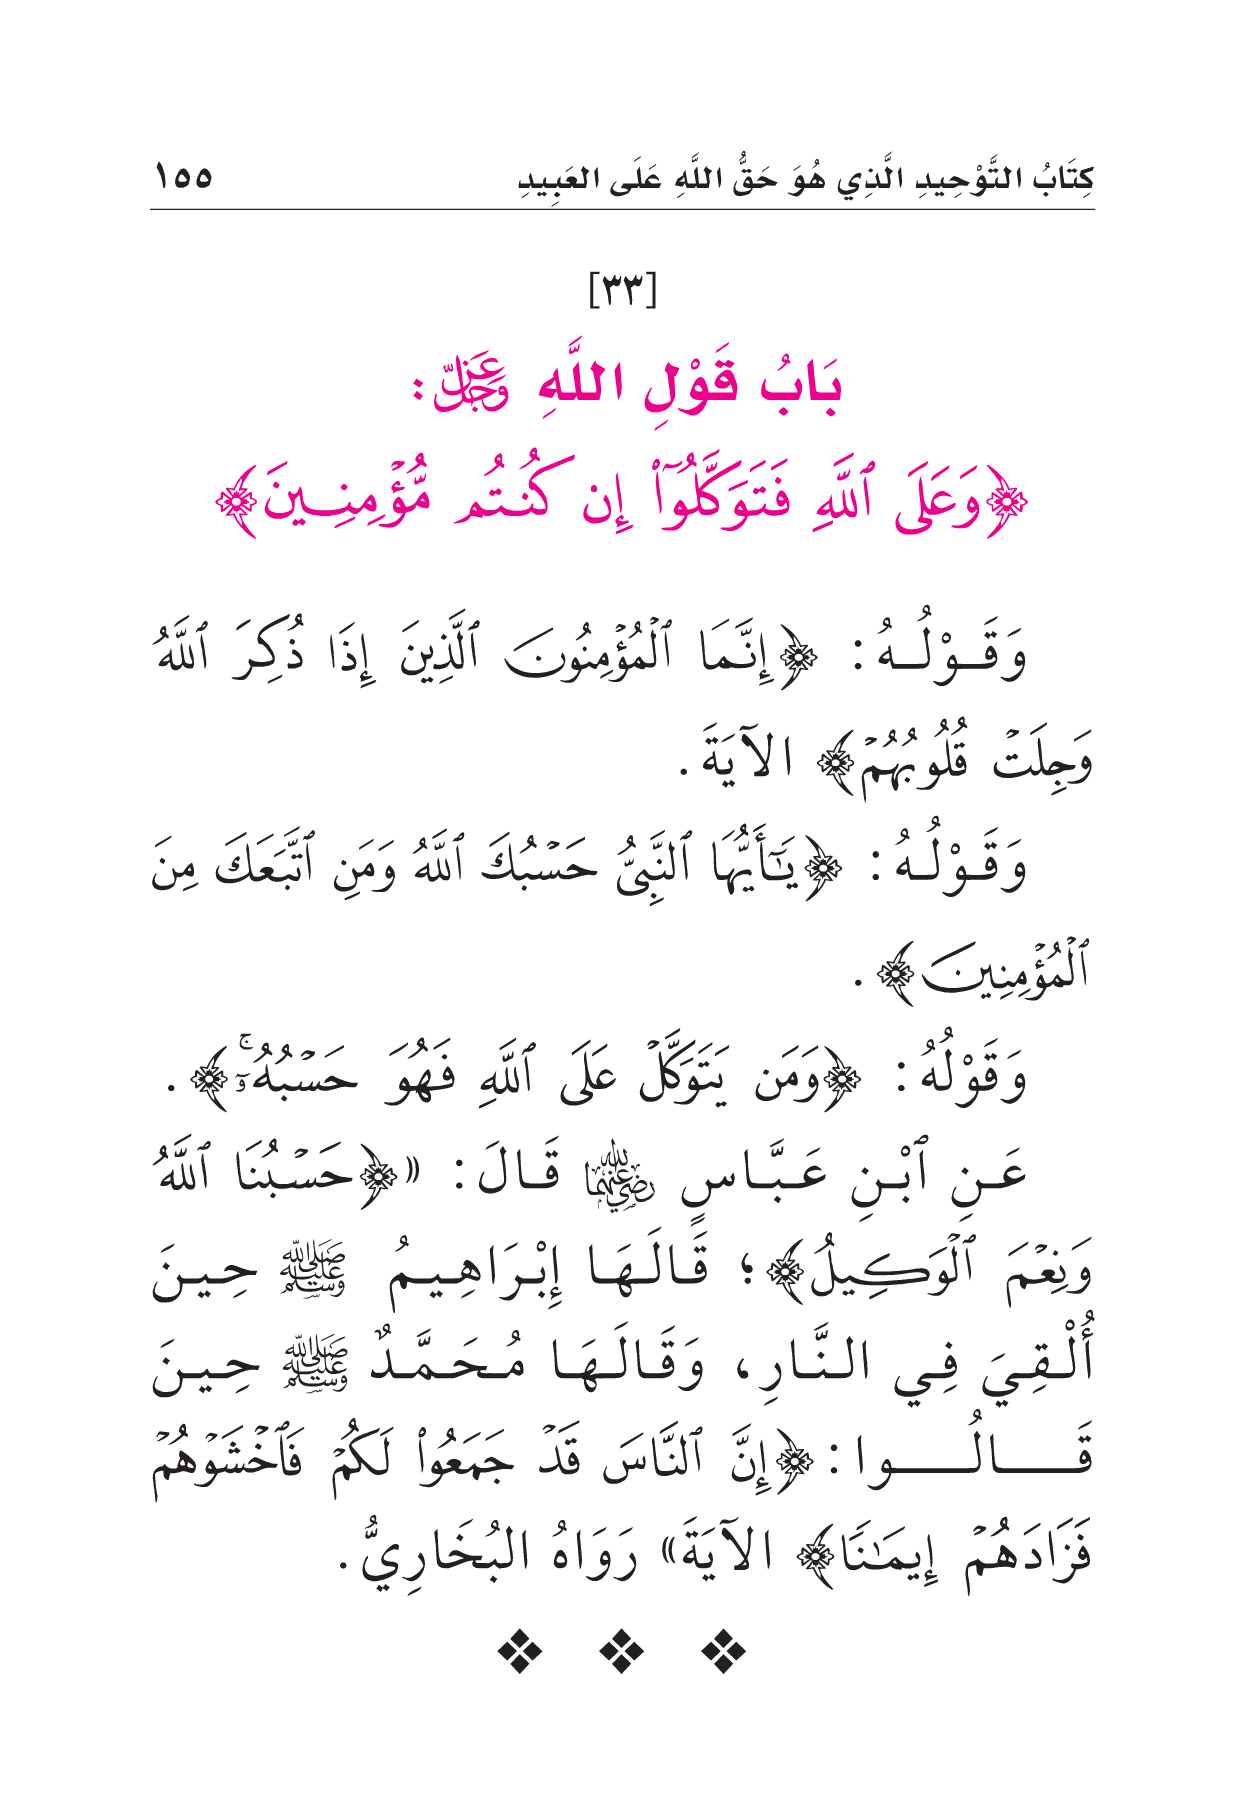 كِتَابُ التَّوْحِيدِ الَّذِي هُوَ حَقُّ اللَّهِ عَلَى العَبِيدِ ١٥٥
[٣٣]
بَابُ قَوْلِ اللَّهِ عَزَّ وَجَلَّ:
﴿وَعَلَى ٱللَّهِ فَتَوَكَّلُوٓا۟ إِن كُنتُم مُّؤْمِنِينَ﴾
وَقَوْلُهُ: ﴿إِنَّمَا ٱلْمُؤْمِنُونَ ٱلَّذِينَ إِذَا ذُكِرَ ٱللَّهُ
وَجِلَتْ قُلُوبُهُمْ﴾ الآيَةَ.
وَقَوْلُهُ: ﴿يَٰٓأَيُّهَا ٱلنَّبِىُّ حَسْبُكَ ٱللَّهُ وَمَنِ ٱتَّبَعَكَ مِنَ
ٱلْمُؤْمِنِينَ﴾.
وَقَوْلُهُ: ﴿وَمَن يَتَوَكَّلْ عَلَى ٱللَّهِ فَهُوَ حَسْبُهُۥٓ ۚ﴾.
عَنِ ٱبْنِ عَبَّاسٍ رَضِيَ اللَّهُ عَنْهُمَا قَالَ: «﴿حَسْبُنَا ٱللَّهُ
وَنِعْمَ ٱلْوَكِيلُ﴾؛ قَالَهَا إِبْرَاهِيمُ ﷺ حِينَ
أُلْقِيَ فِي النَّارِ، وَقَالَهَا مُحَمَّدٌ ﷺ حِينَ
قَالُوا: ﴿إِنَّ ٱلنَّاسَ قَدْ جَمَعُوا۟ لَكُمْ فَٱخْشَوْهُمْ
فَزَادَهُمْ إِيمَٰنًا﴾ الآيَةَ» رَوَاهُ البُخَارِيُّ.